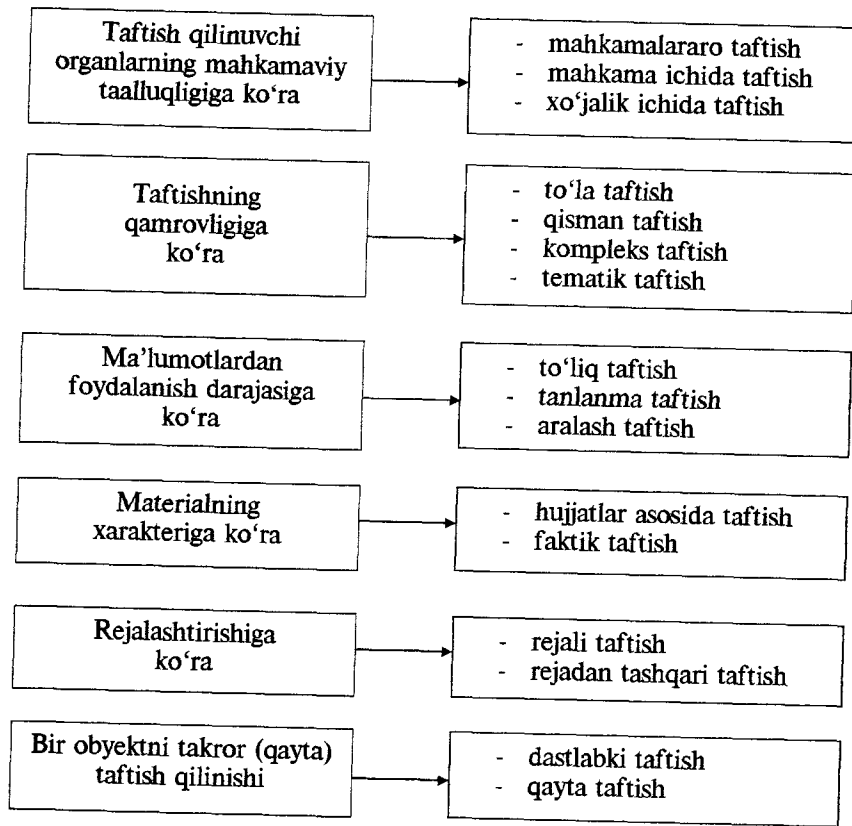 Taftish qilinuvchi
organlarning mahkamaviy
taalluqligiga ko‘ra
- mahkamalararo taftish
- mahkama ichida taftish
- xo‘jalik ichida taftish
Taftishning
qamrovligiga
ko‘ra
- to‘la taftish
- qisman taftish
- kompleks taftish
- tematik taftish
Ma’lumotlardan
foydalanish darajasiga
ko‘ra
- to‘liq taftish
- tanlanma taftish
- aralash taftish
Materialning
xarakteriga ko‘ra
- hujjatlar asosida taftish
- faktik taftish
Rejalashtirishiga
ko‘ra
- rejali taftish
- rejadan tashqari taftish
Bir obyektni takror (qayta)
taftish qilinishi
- dastlabki taftish
- qayta taftish